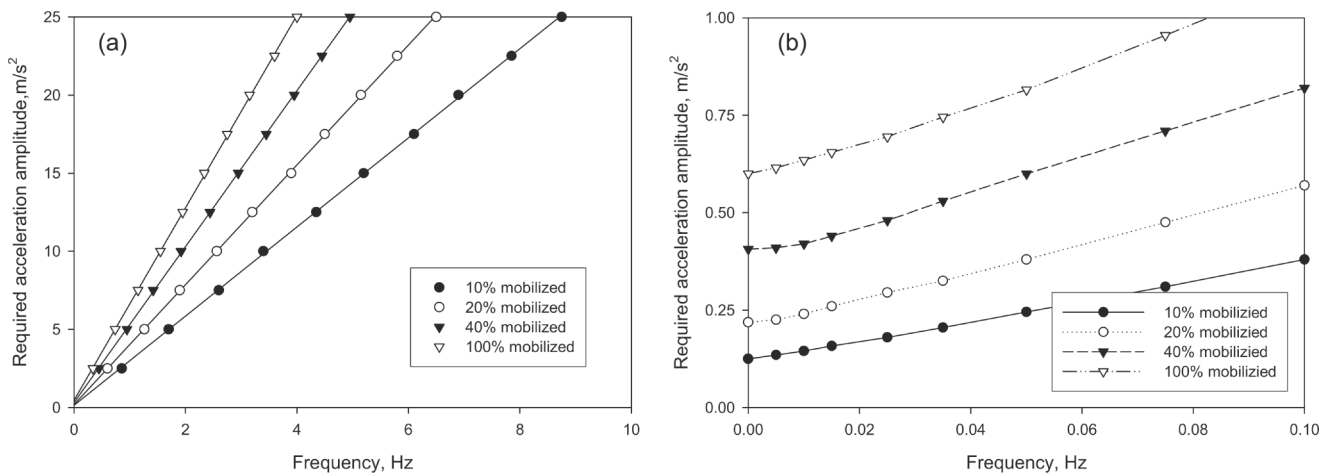 (a)
Required acceleration amplitude,m/s²
25
20
15
10
5
0
0 2 4 6 8 10
Frequency, Hz
10% mobilized
20% mobilized
40% mobilized
100% mobilized
(b)
Required acceleration amplitude, m/s²
1.00
0.75
0.50
0.25
0.00
0.00 0.02 0.04 0.06 0.08 0.10
Frequency, Hz
10% mobilizied
20% mobilizied
40% mobilizied
100% mobilizied